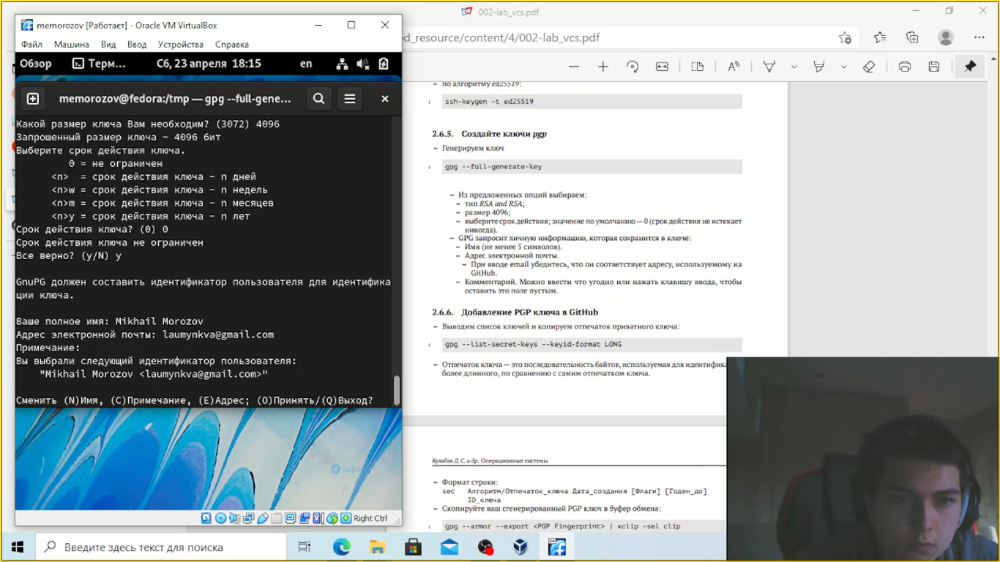 002-lab_vcs.pdf
memorozov [Работает] - Oracle VM VirtualBox
d_resource/content/4/002-lab_vcs.pdf
Файл Машина Вид Ввод Устройства Справка
Обзор Терм... Сб, 23 апреля 18:15 en
memorozov@fedora:/tmp — gpg --full-gene...
Какой размер ключа Вам необходим? (3072) 4096
Запрошенный размер ключа - 4096 бит
Выберите срок действия ключа.
0 = не ограничен
<n> = срок действия ключа - n дней
<n>w = срок действия ключа - n недель
<n>m = срок действия ключа - n месяцев
<n>y = срок действия ключа - n лет
Срок действия ключа? (0) 0
Срок действия ключа не ограничен
Все верно? (y/N) y
GnuPG должен составить идентификатор пользователя для идентифика
ции ключа.
Ваше полное имя: Mikhail Morozov
Адрес электронной почты: laumynkva@gmail.com
Примечание:
Вы выбрали следующий идентификатор пользователя:
"Mikhail Morozov <laumynkva@gmail.com>"
Сменить (N)Имя, (C)Примечание, (E)Адрес; (O)Принять/(Q)Выход?
fedora
Right Ctrl
по алгоритму ed25519:
1 ssh-keygen -t ed25519
2.6.5. Создайте ключи pgp
– Генерируем ключ
1 gpg --full-generate-key
– Из предложенных опций выбираем:
– тип RSA and RSA;
– размер 4096;
– выберите срок действия; значение по умолчанию — 0 (срок действия не истекает
никогда).
– GPG запросит личную информацию, которая сохранится в ключе:
– Имя (не менее 5 символов).
– Адрес электронной почты.
– При вводе email убедитесь, что он соответствует адресу, используемому на
GitHub.
– Комментарий. Можно ввести что угодно или нажать клавишу ввода, чтобы
оставить это поле пустым.
2.6.6. Добавление PGP ключа в GitHub
– Выводим список ключей и копируем отпечаток приватного ключа:
1 gpg --list-secret-keys --keyid-format LONG
– Отпечаток ключа — это последовательность байтов, используемая для идентифика
более длинного, по сравнению с самим отпечатком ключа.
Кулябов Д. С. и др. Операционные системы
– Формат строки:
sec Алгоритм/Отпечаток_ключа Дата_создания [Флаги] [Годен_до]
ID_ключа
– Скопируйте ваш сгенерированный PGP ключ в буфер обмена:
1 gpg --armor --export <PGP Fingerprint> | xclip -sel clip
Введите здесь текст для поиска